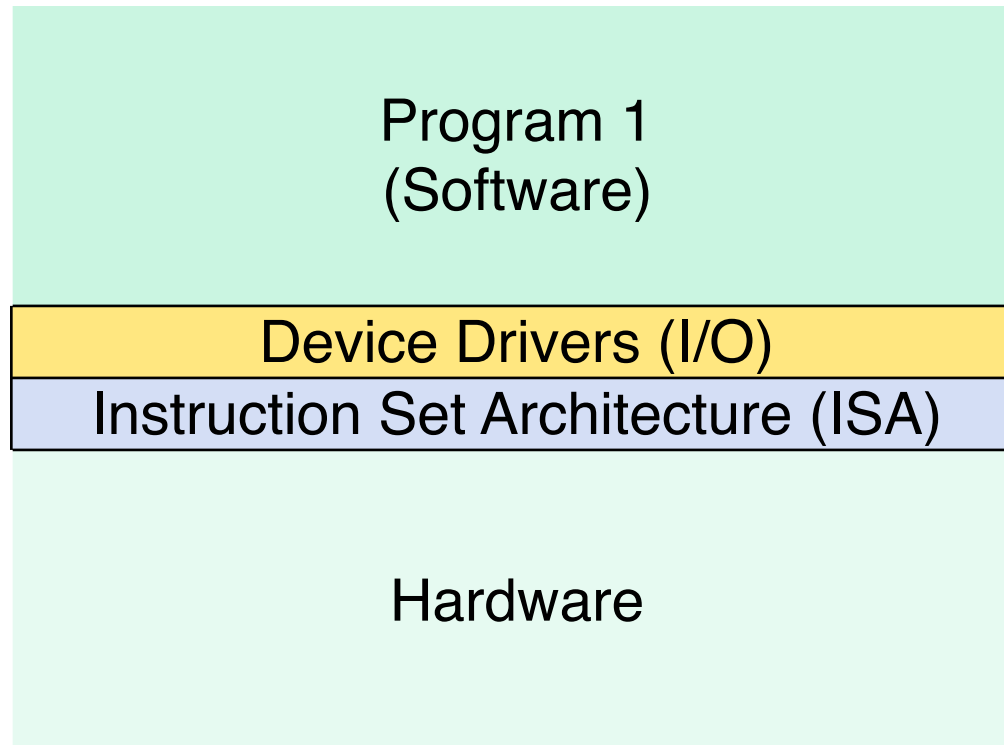 Program 1
(Software)
Device Drivers (I/O)
Instruction Set Architecture (ISA)
Hardware